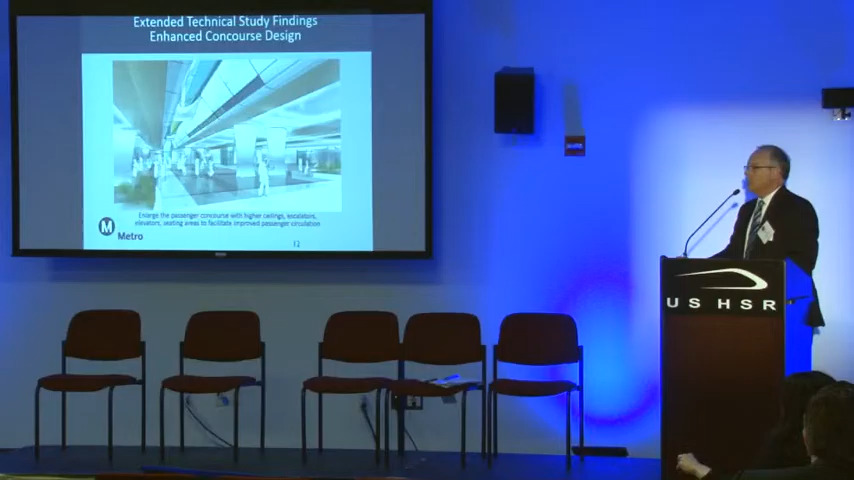 Extended Technical Study Findings
Enhanced Concourse Design
Enlarge the passenger concourse with higher ceilings, escalators,
elevators, seating areas to facilitate improved passenger circulation
M
Metro
12
US HSR